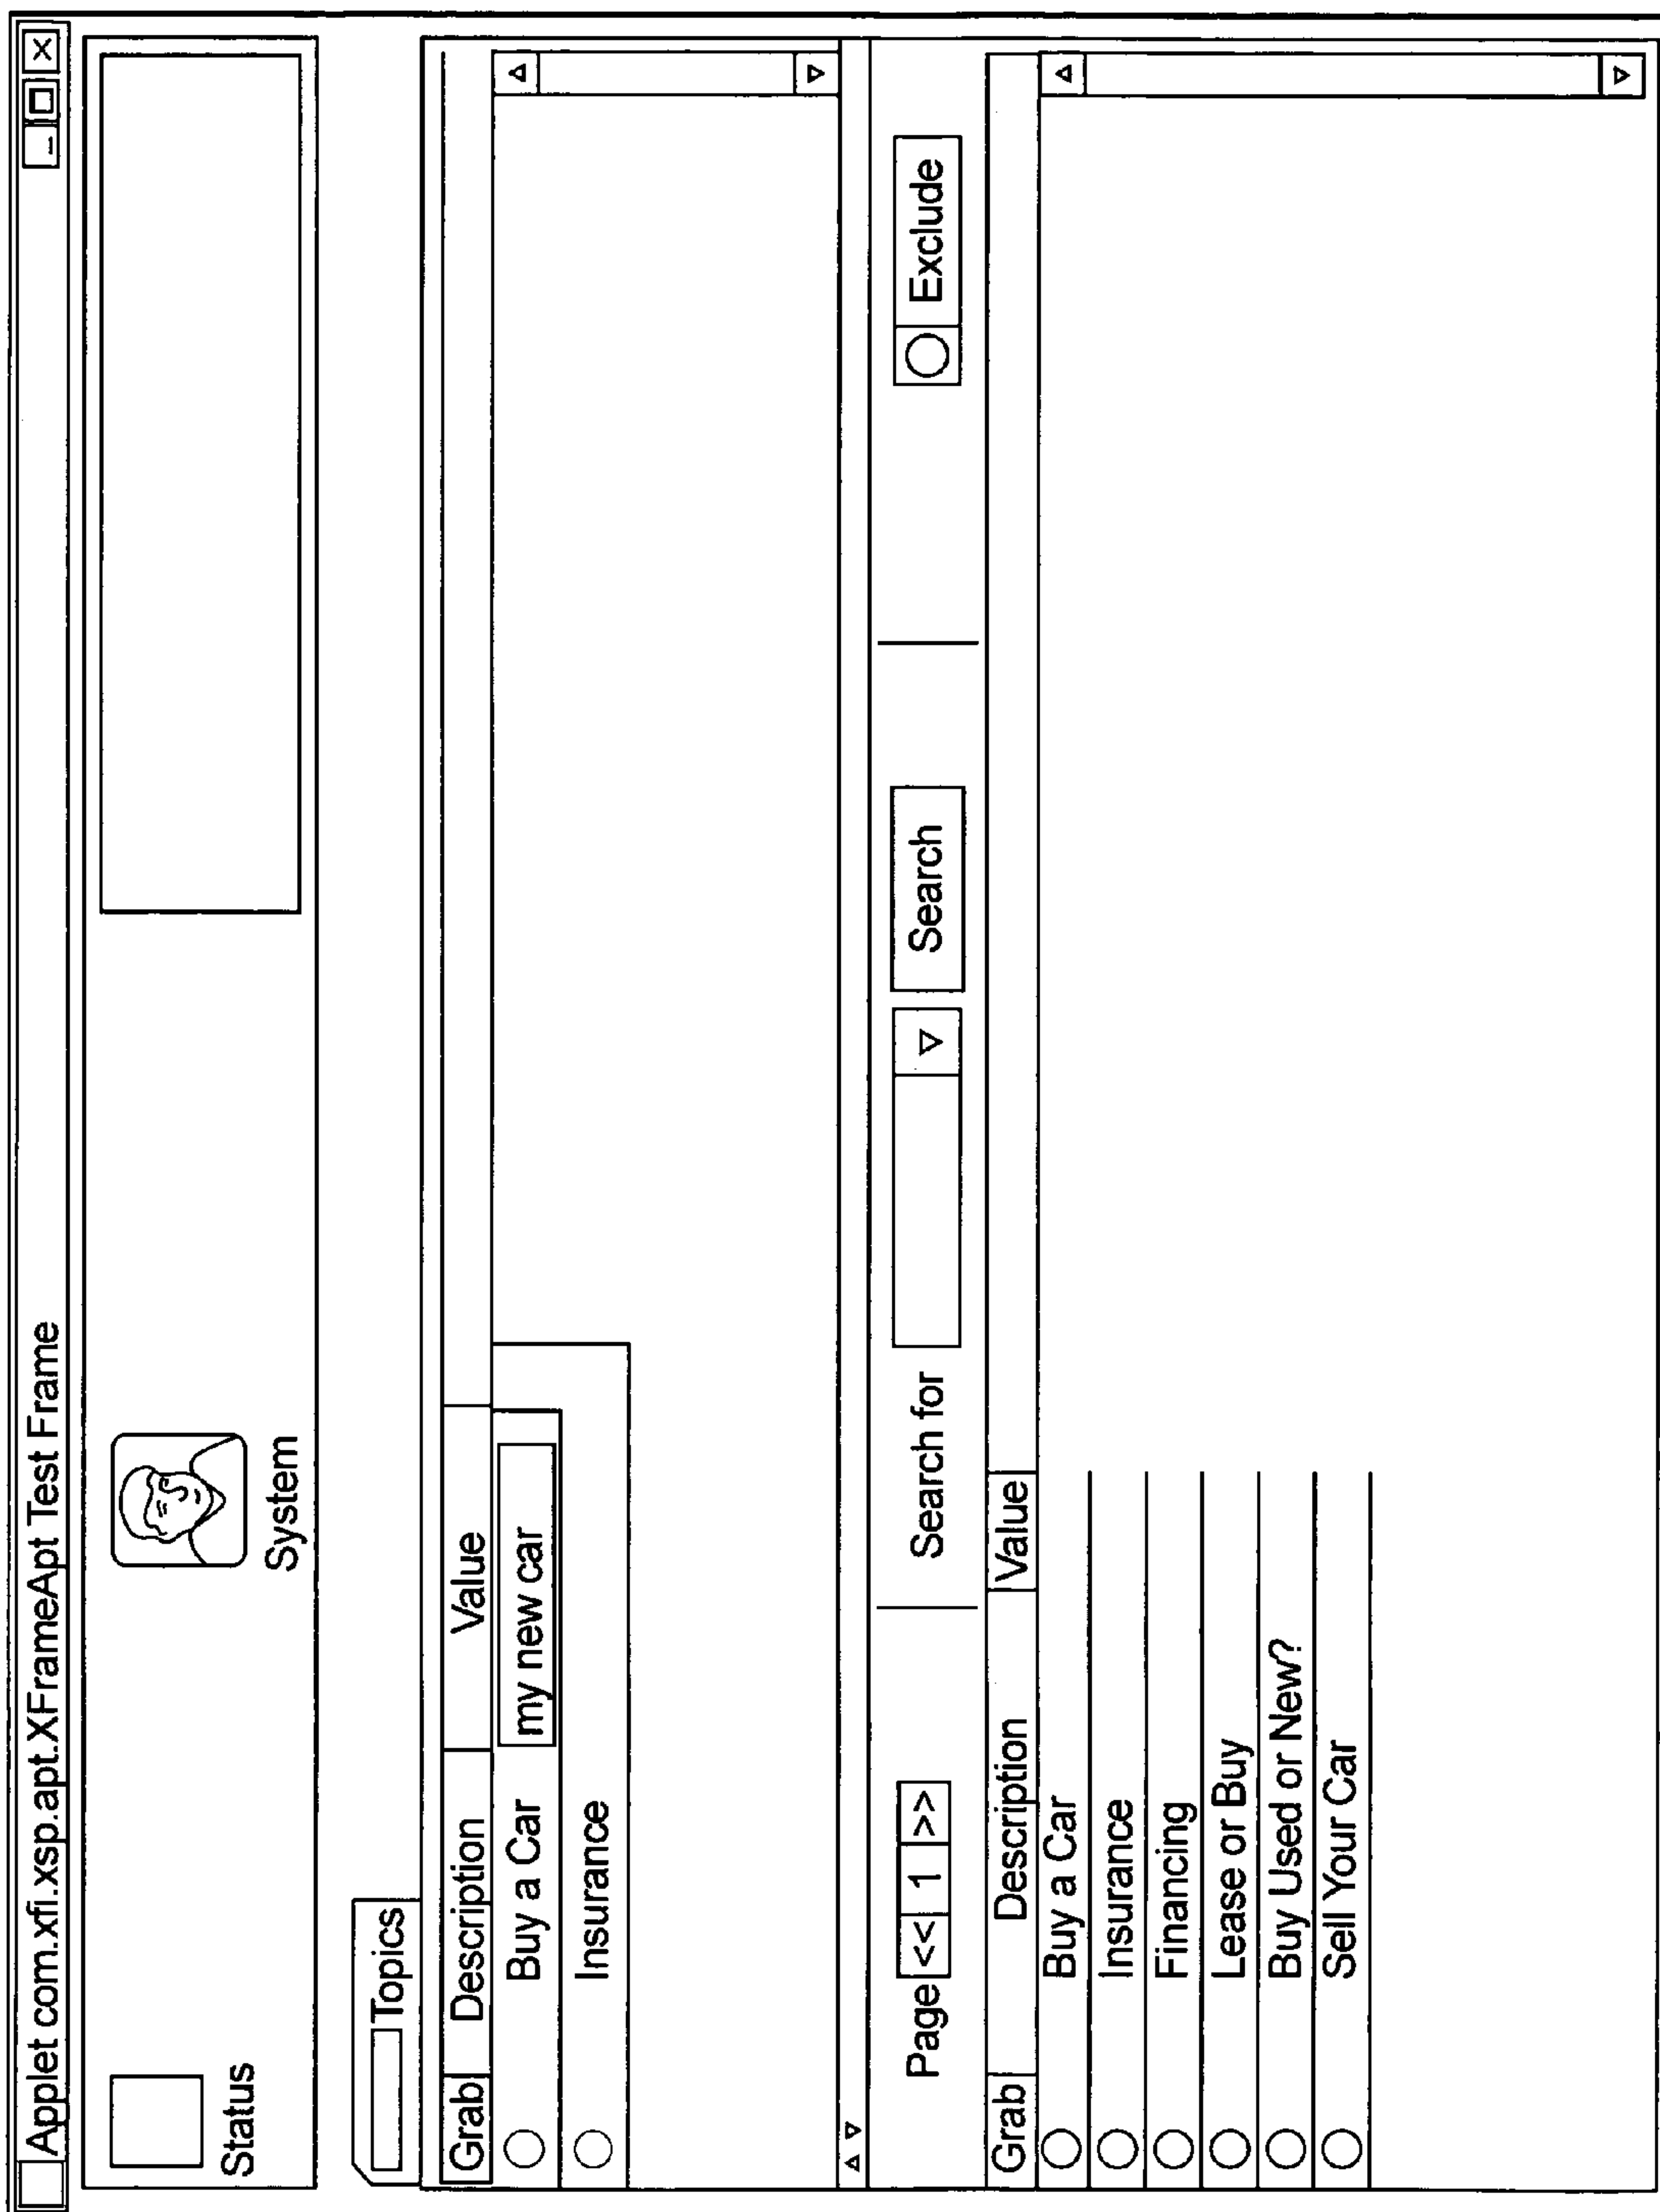 Applet com.xfi.xsp.apt.XFrameApt Test Frame
Status
System
Topics
Grab Description Value
Buy a Car my new car
Insurance
Page << 1 >> Search for Search Exclude
Grab Description Value
Buy a Car
Insurance
Financing
Lease or Buy
Buy Used or New?
Sell Your Car